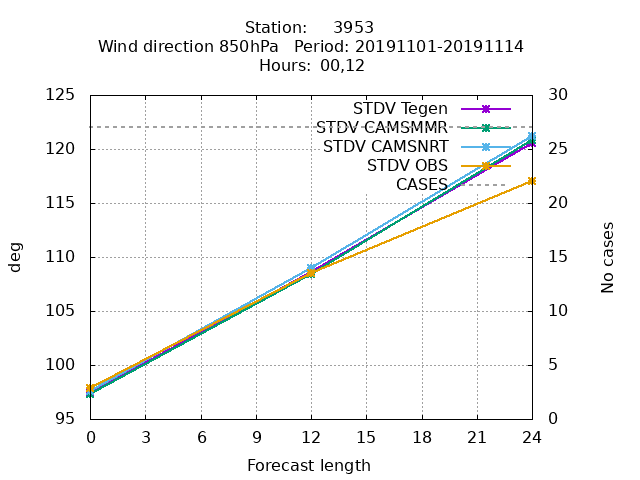 Station: 3953
Wind direction 850hPa Period: 20191101-20191114
Hours: 00,12
125
120
115
110
105
100
95
30
25
20
15
10
5
0
STDV Tegen
STDV CAMSMMR
STDV CAMSNRT
STDV OBS
CASES
deg
No cases
0 3 6 9 12 15 18 21 24
Forecast length